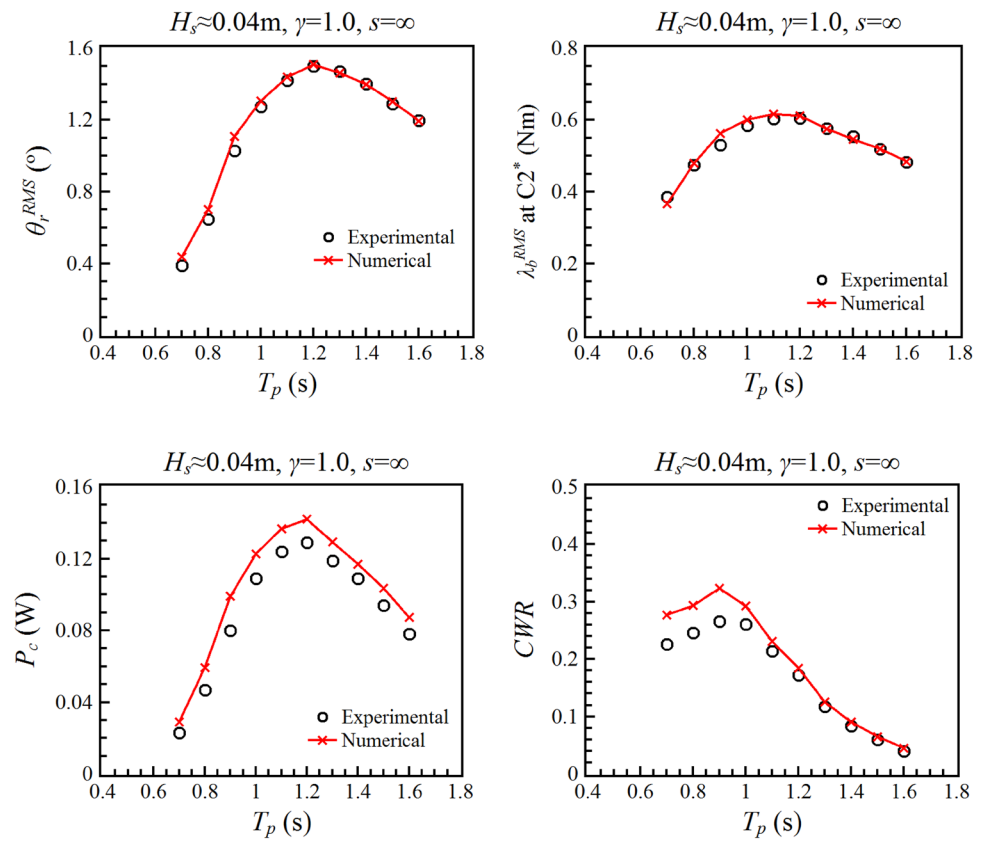 Hs≈0.04m, γ=1.0, s=∞
1.6
1.2
0.8
0.4
0
θr^RMS (°)
Experimental
Numerical
0.4 0.6 0.8 1 1.2 1.4 1.6 1.8
Tp (s)
Hs≈0.04m, γ=1.0, s=∞
0.8
0.6
0.4
0.2
0
λb^RMS at C2* (Nm)
Experimental
Numerical
0.4 0.6 0.8 1 1.2 1.4 1.6 1.8
Tp (s)
Hs≈0.04m, γ=1.0, s=∞
0.16
0.12
0.08
0.04
0
Pc (W)
Experimental
Numerical
0.4 0.6 0.8 1 1.2 1.4 1.6 1.8
Tp (s)
Hs≈0.04m, γ=1.0, s=∞
0.5
0.4
0.3
0.2
0.1
0
CWR
Experimental
Numerical
0.4 0.6 0.8 1 1.2 1.4 1.6 1.8
Tp (s)